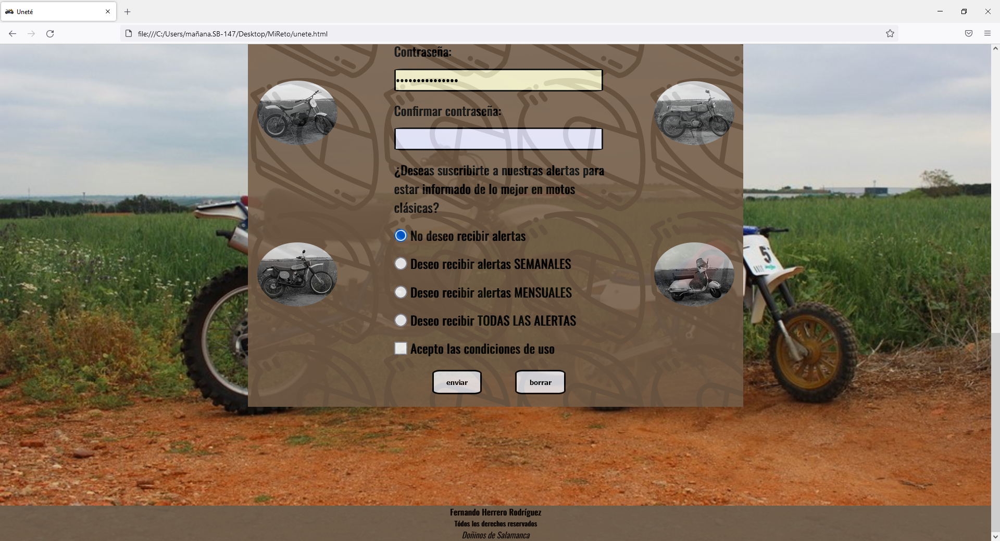 Uneté
file:///C:/Users/mañana.SB-147/Desktop/MiReto/unete.html
Contraseña:
•••••••••••••••
Confirmar contraseña:
¿Deseas suscribirte a nuestras alertas para
estar informado de lo mejor en motos
clásicas?
No deseo recibir alertas
Deseo recibir alertas SEMANALES
Deseo recibir alertas MENSUALES
Deseo recibir TODAS LAS ALERTAS
5
Acepto las condiciones de uso
enviar borrar
Fernando Herrero Rodríguez
Tódos los derechos reservados
Doñinos de Salamanca